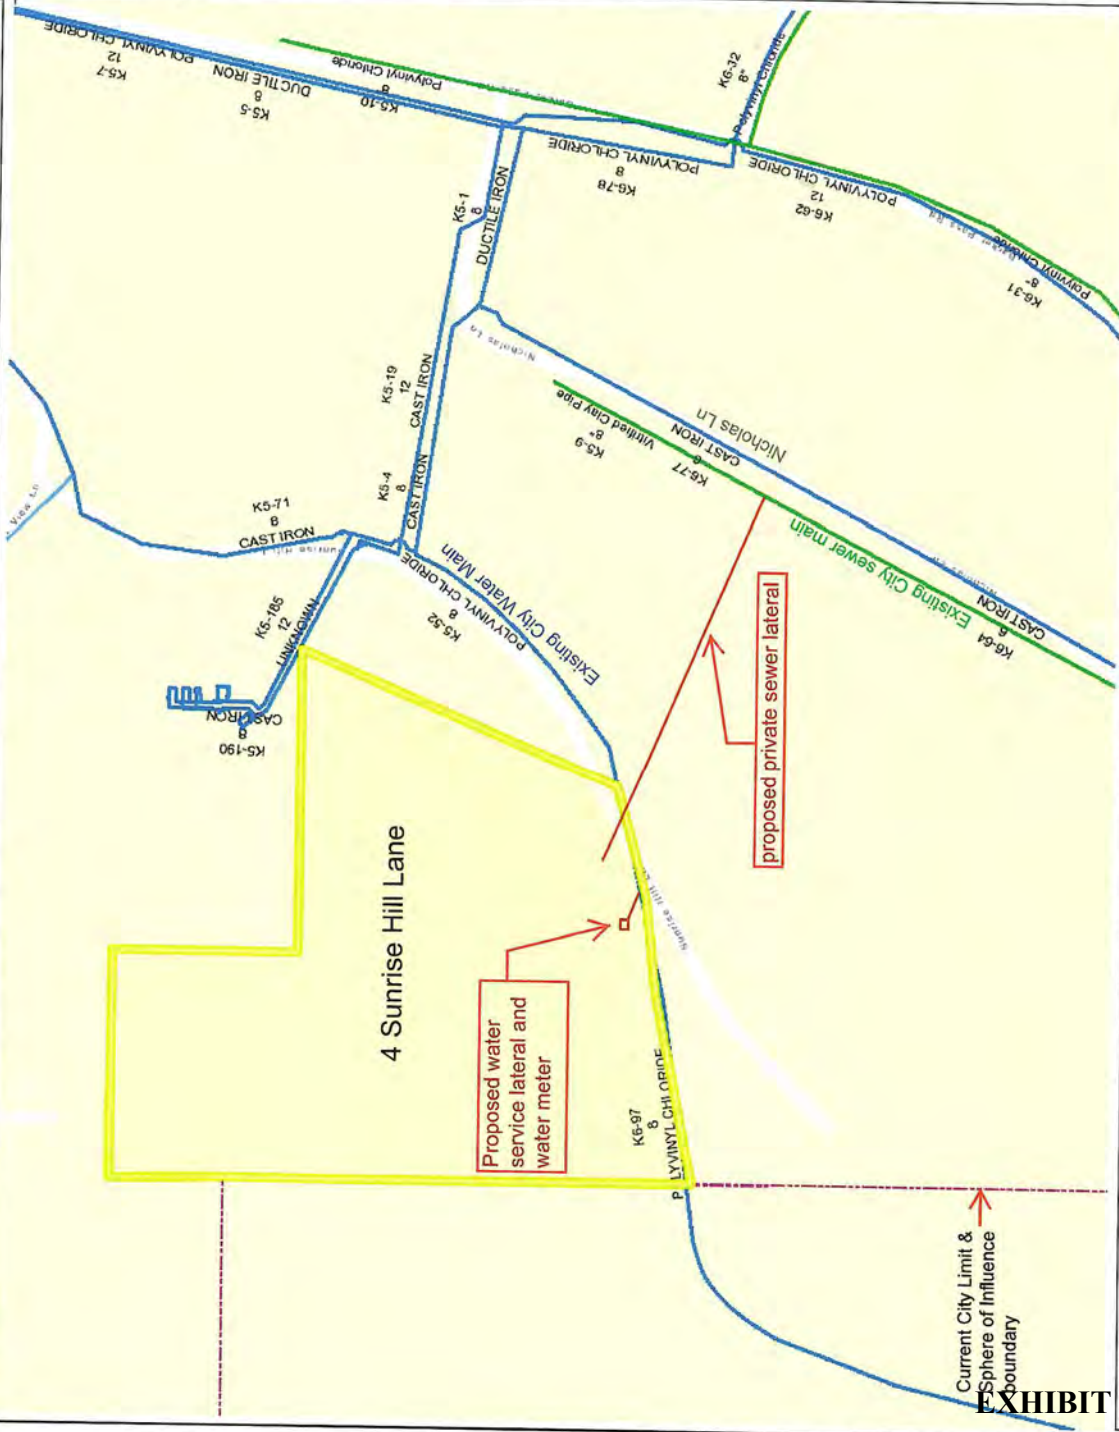 POLYVINYL CHLORIDE
12
K5-7
DUCTILE IRON
8
K5-5
Polyvinyl Chloride
8
K5-10
K6-32
8"
Polyvinyl Chloride
POLYVINYL CHLORIDE
8
K6-78
POLYVINYL CHLORIDE
12
K6-62
Polyvinyl Chloride
8"
K6-31
K5-1
8
DUCTILE IRON
K5-19
12
CAST IRON
K5-4
8
CAST IRON
Nicholas Ln
View Ln
K5-71
8
CAST IRON
K5-185
12
UNKNOWN
CAST IRON
8
K5-190
POLYVINYL CHLORIDE
8
K5-52
Existing City Water Main
Vitrified Clay Pipe
8"
K5-9
CAST IRON
6
K6-77
Nicholas Ln
Existing City sewer main
CAST IRON
6
K6-64
proposed private sewer lateral
4 Sunrise Hill Lane
Proposed water
service lateral and
water meter
Sunrise Hill Ln
K6-97
8
POLYVINYL CHLORIDE
Current City Limit &
Sphere of Influence
boundary
EXHIBIT